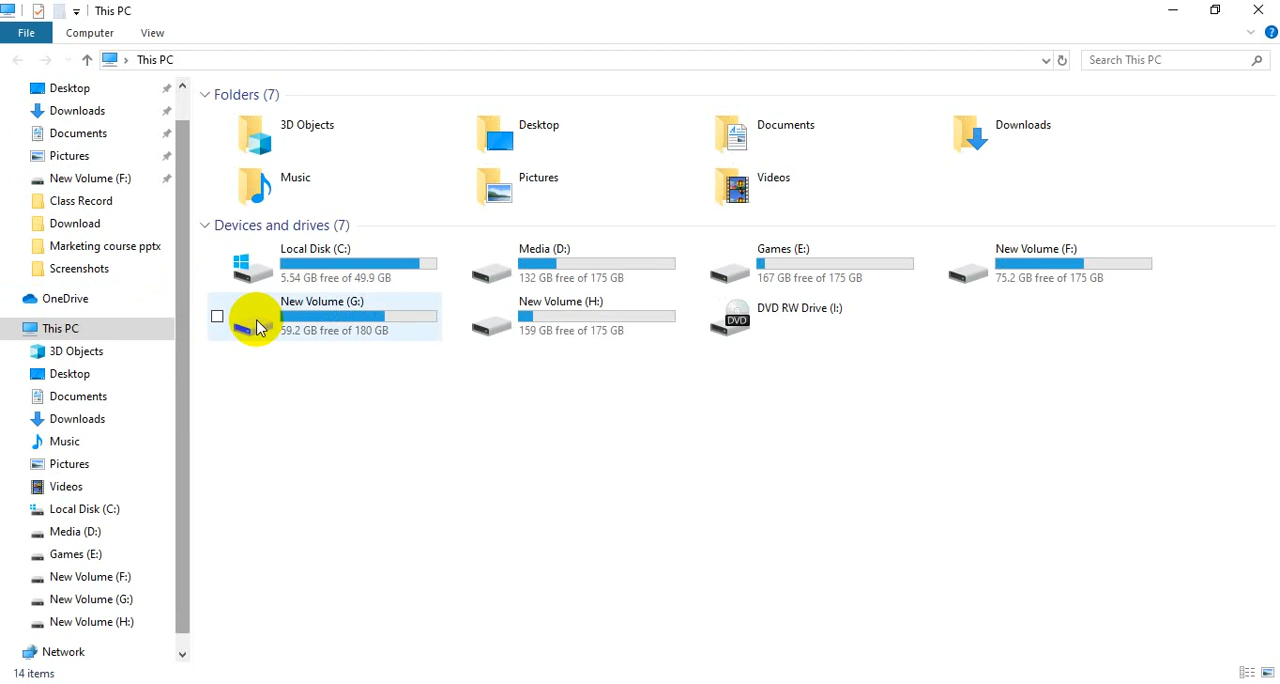 This PC
File
Computer
View
This PC
Search This PC
Desktop
Downloads
Documents
Pictures
New Volume (F:)
Class Record
Download
Marketing course pptx
Screenshots
OneDrive
This PC
3D Objects
Desktop
Documents
Downloads
Music
Pictures
Videos
Local Disk (C:)
Media (D:)
Games (E:)
New Volume (F:)
New Volume (G:)
New Volume (H:)
Network
Folders (7)
3D Objects
Desktop
Documents
Downloads
Music
Pictures
Videos
Devices and drives (7)
Local Disk (C:)
5.54 GB free of 49.9 GB
Media (D:)
132 GB free of 175 GB
Games (E:)
167 GB free of 175 GB
New Volume (F:)
75.2 GB free of 175 GB
New Volume (G:)
59.2 GB free of 180 GB
New Volume (H:)
159 GB free of 175 GB
DVD
DVD RW Drive (I:)
14 items